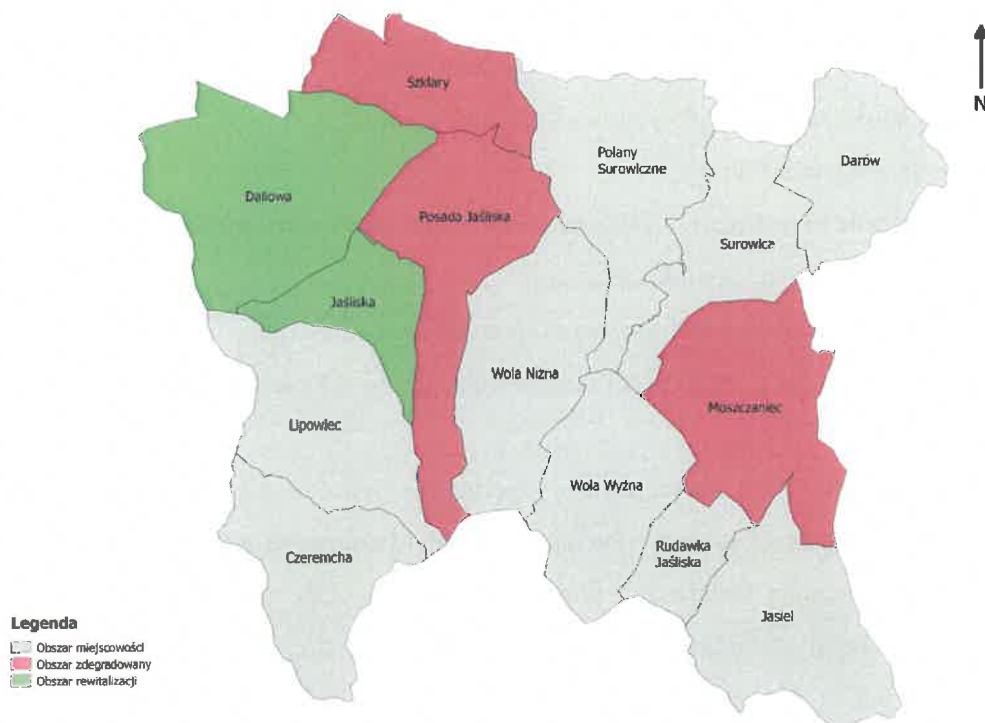 Szklary
N
Polany
Surowiczne
Darów
Daliowa
Posada Jaśliska
Surowica
Jaśliska
Wola Niżna
Moszczaniec
Lipowiec
Wola Wyżna
Czeremcha
Rudawka
Jaśliska
Jasiel
Legenda
Obszar miejscowości
Obszar zdegradowany
Obszar rewitalizacji